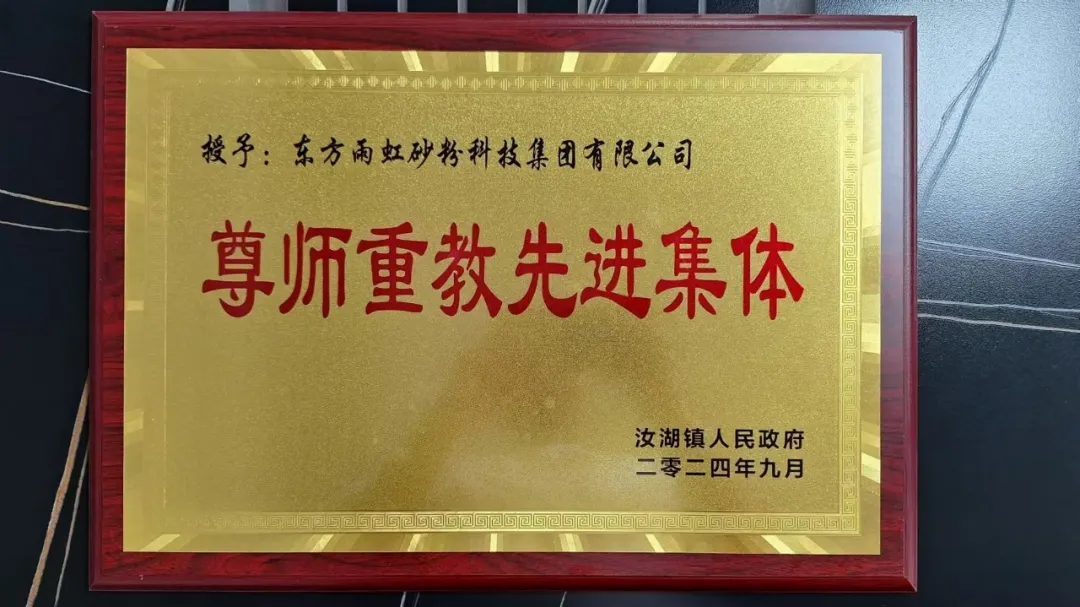 授予：东方雨虹砂粉科技集团有限公司
尊师重教先进集体
汝湖镇人民政府
二零二四年九月